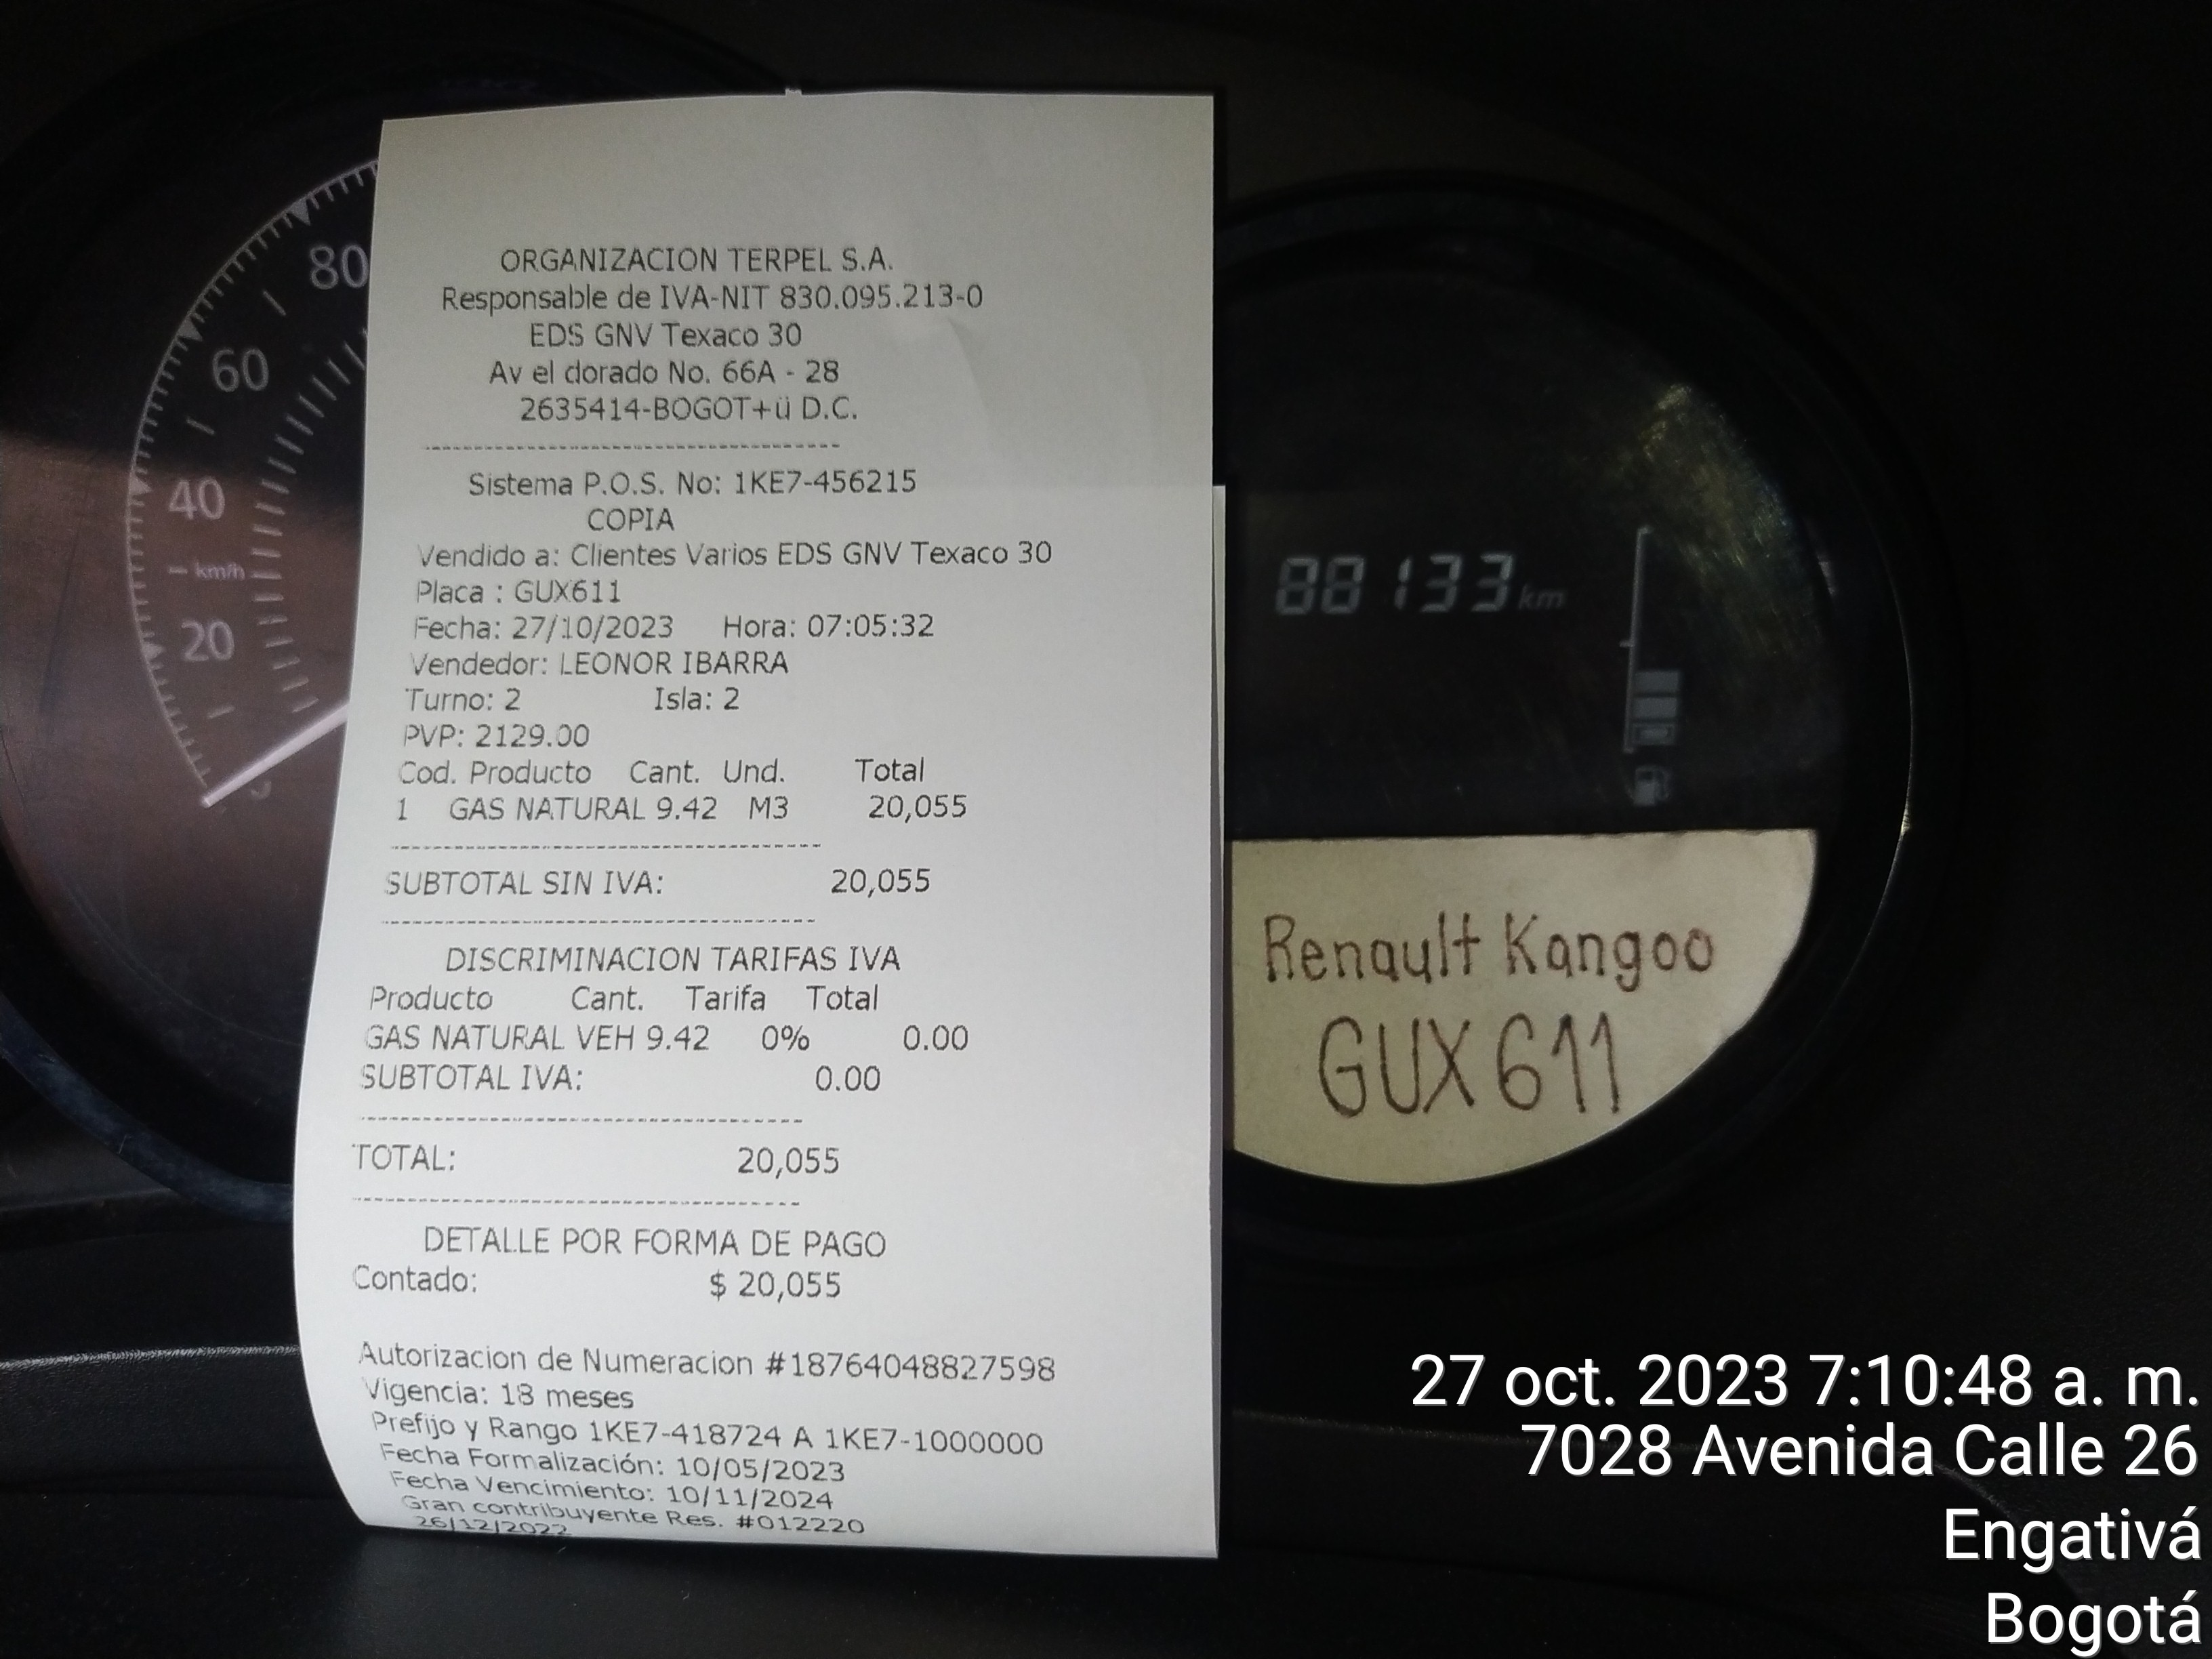 ORGANIZACION TERPEL S.A.
Responsable de IVA-NIT 830.095.213-0
EDS GNV Texaco 30
Av el dorado No. 66A - 28
2635414-BOGOT+ü D.C.
Sistema P.O.S. No: 1KE7-456215
COPIA
Vendido a: Clientes Varios EDS GNV Texaco 30
Placa : GUX611
Fecha: 27/10/2023 Hora: 07:05:32
Vendedor: LEONOR IBARRA
Turno: 2 Isla: 2
PVP: 2129.00
Cod. Producto Cant. Und. Total
1 GAS NATURAL 9.42 M3 20,055
SUBTOTAL SIN IVA: 20,055
DISCRIMINACION TARIFAS IVA
Producto Cant. Tarifa Total
GAS NATURAL VEH 9.42 0% 0.00
SUBTOTAL IVA: 0.00
TOTAL: 20,055
DETALLE POR FORMA DE PAGO
Contado: $ 20,055
Autorizacion de Numeracion #18764048827598
Vigencia: 18 meses
Prefijo y Rango 1KE7-418724 A 1KE7-1000000
Fecha Formalización: 10/05/2023
Fecha Vencimiento: 10/11/2024
Gran contribuyente Res. #012220
26/12/2022
80
60
40
km/h
20
88133 km
Renault Kangoo
GUX 611
27 oct. 2023 7:10:48 a. m.
7028 Avenida Calle 26
Engativá
Bogotá